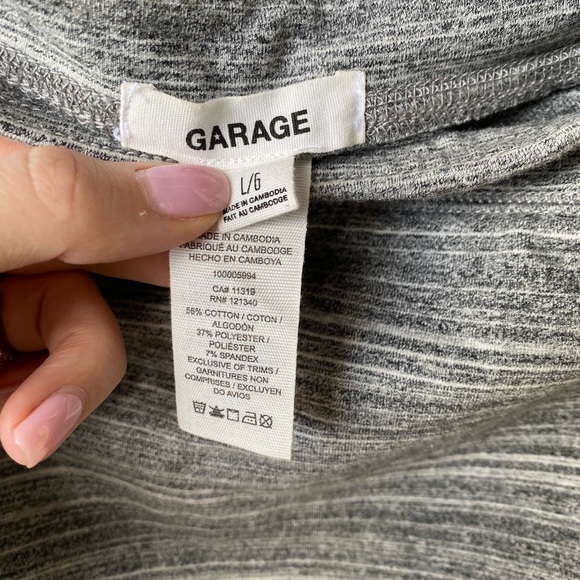 GARAGE
L/G
MADE IN CAMBODIA
FAIT AU CAMBODGE
MADE IN CAMBODIA
FABRIQUÉ AU CAMBODGE
HECHO EN CAMBOYA
100005994
CA# 11319
RN# 121340
56% COTTON / COTON /
ALGODÓN
37% POLYESTER /
POLIÉSTER
7% SPANDEX
EXCLUSIVE OF TRIMS /
GARNITURES NON
COMPRISES / EXCLUYEN
DO AVIOS